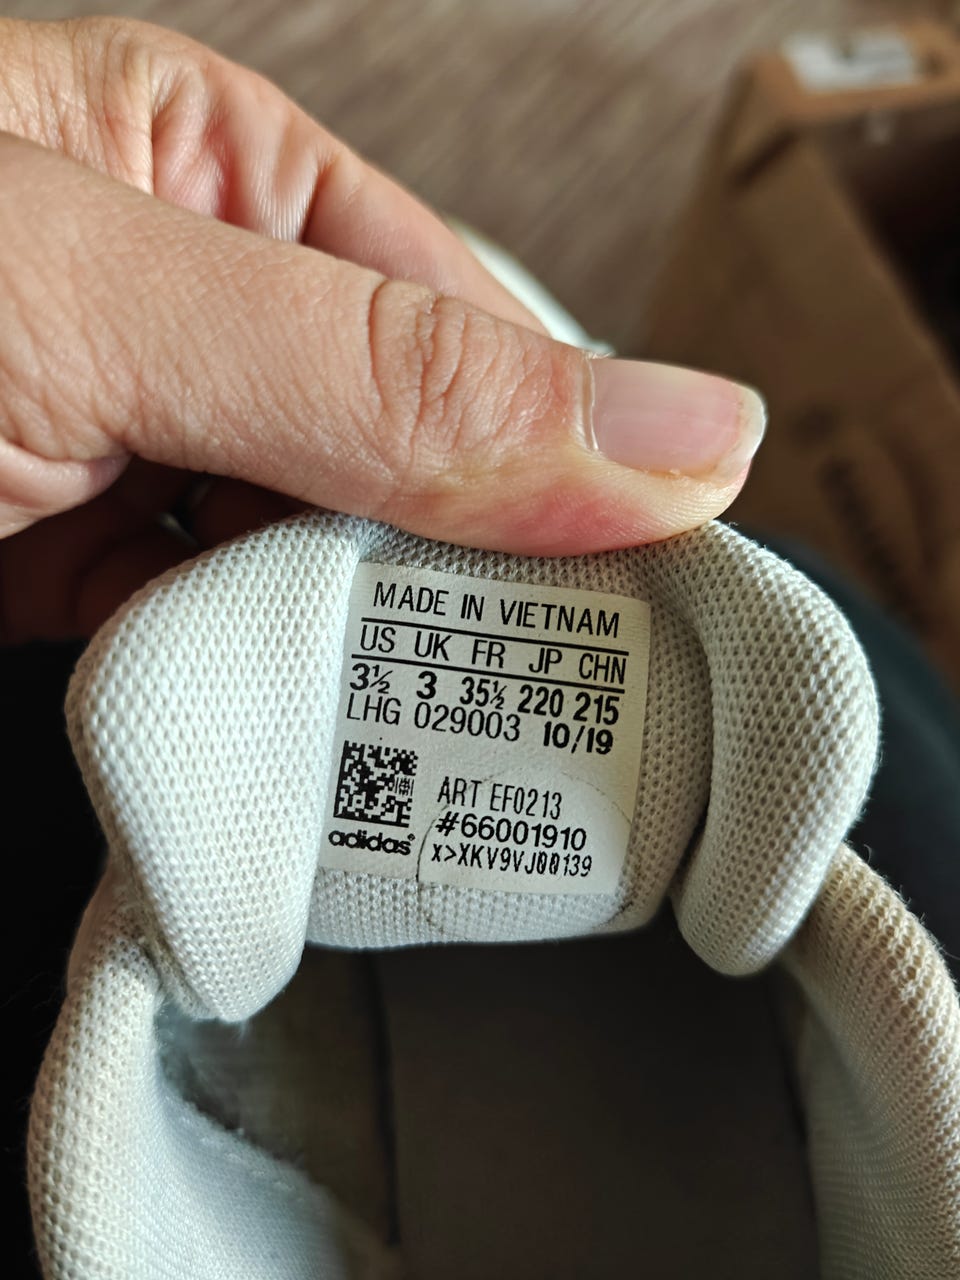 MADE IN VIETNAM
US UK FR JP CHN
3½ 3 35½ 220 215
LHG 029003 10/19
ART EF0213
#66001910
adidas
x>XKV9VJ00139